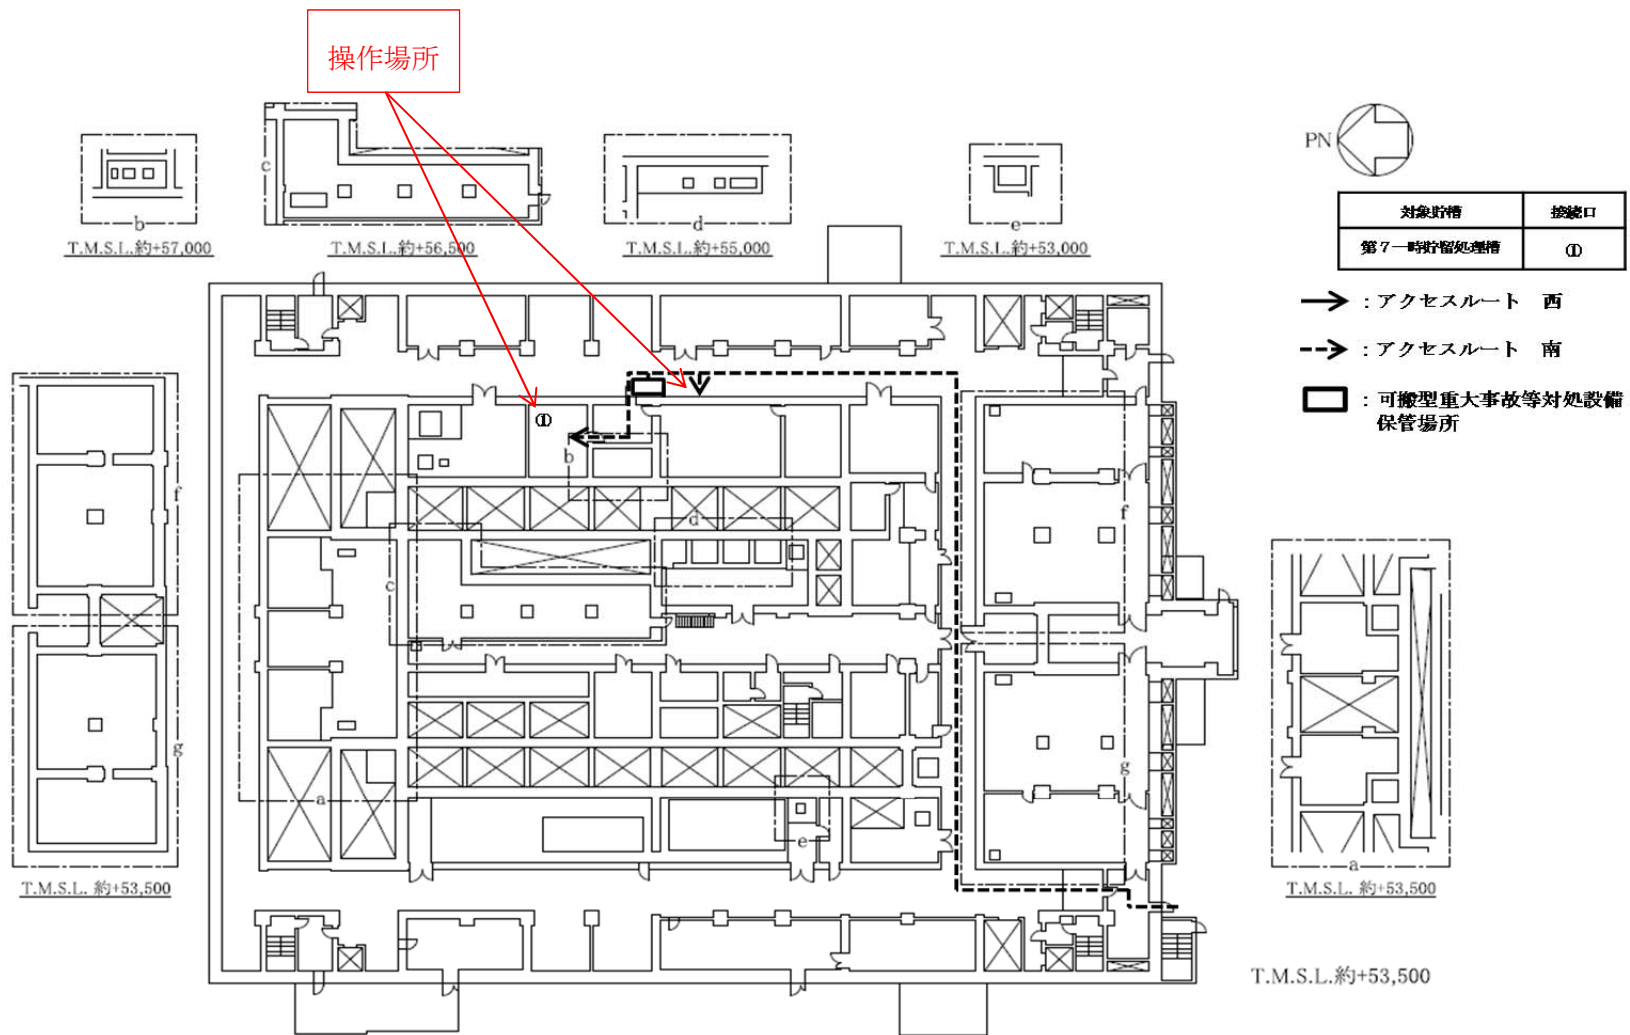 操作場所
b
T.M.S.L.約+57,000
c
T.M.S.L.約+56,500
d
T.M.S.L.約+55,000
e
T.M.S.L.約+53,000
PN
対象貯槽 接続口
第7一時貯留処理槽 ①
：アクセスルート 西
：アクセスルート 南
：可搬型重大事故等対処設備
保管場所
①
b
d
c
f
f
g
g
a
e
a
T.M.S.L. 約+53,500
T.M.S.L. 約+53,500
T.M.S.L.約+53,500